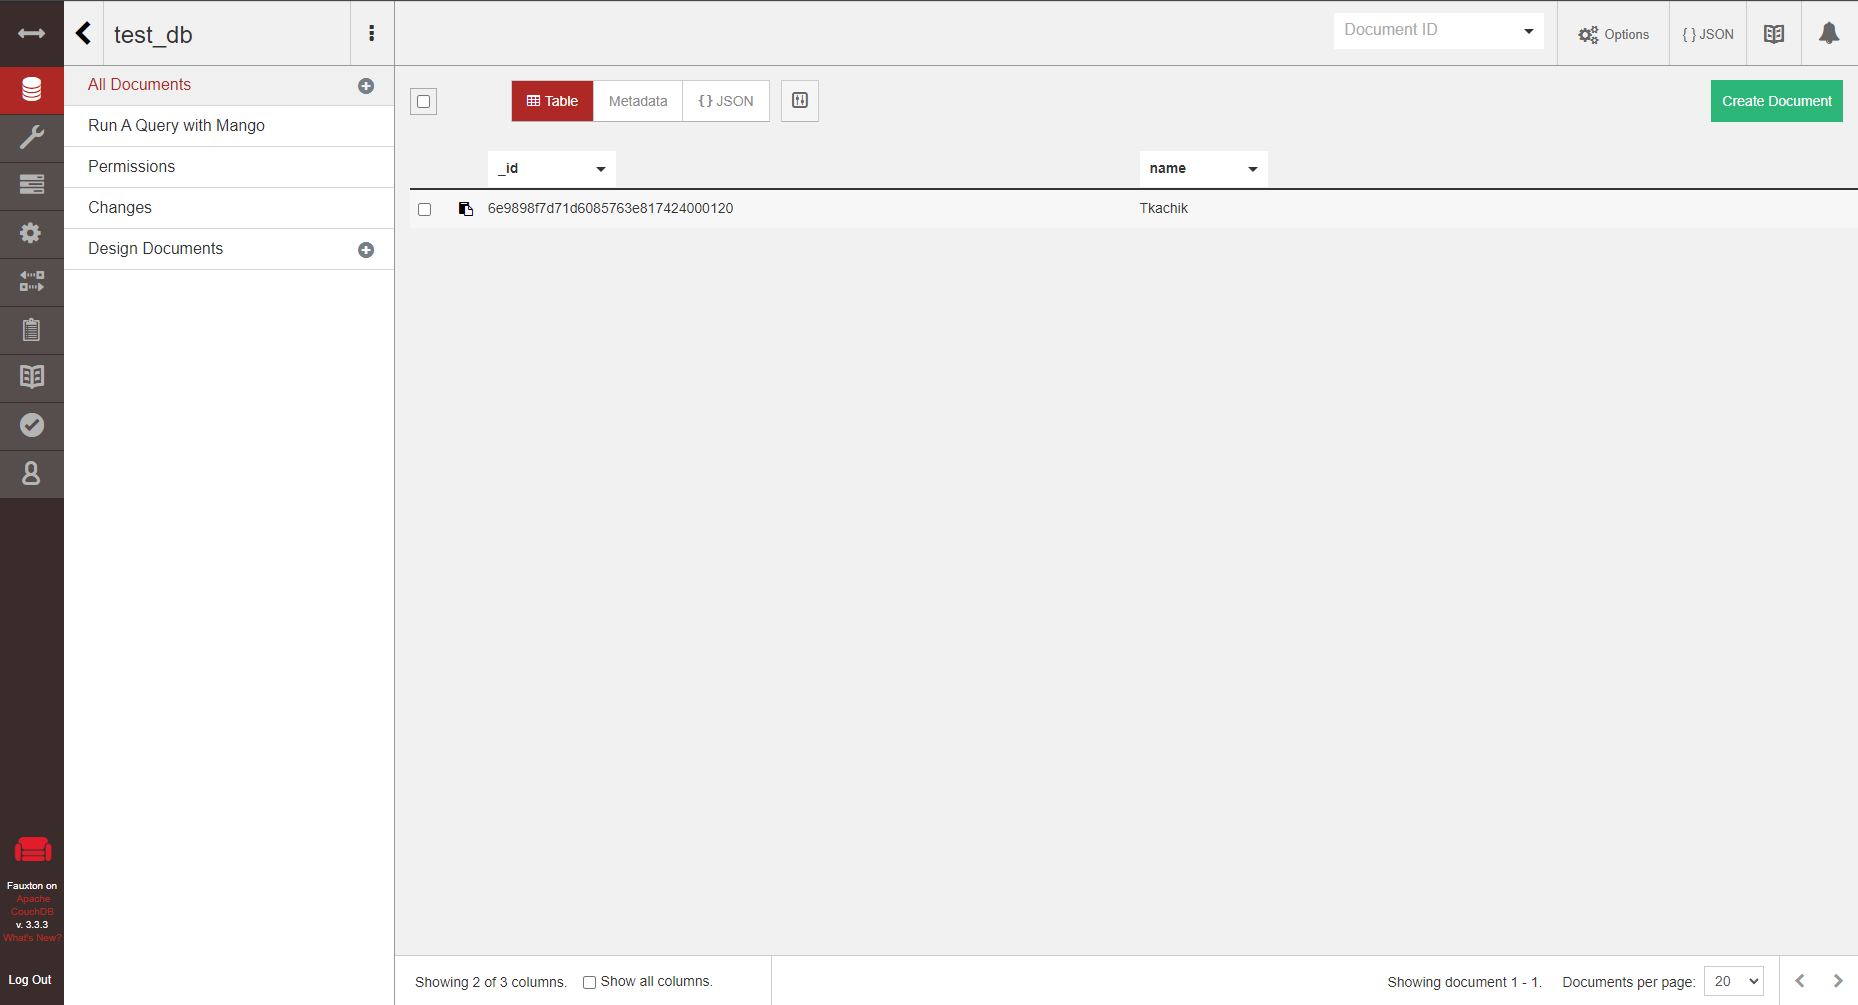 test_db
Document ID
Options
{ } JSON
All Documents
Run A Query with Mango
Permissions
Changes
Design Documents
Table
Metadata
{ } JSON
Create Document
_id
name
6e9898f7d71d6085763e817424000120
Tkachik
Fauxton on
Apache
CouchDB
v. 3.3.3
What's New?
Log Out
Showing 2 of 3 columns.
Show all columns.
Showing document 1 - 1.
Documents per page:
20